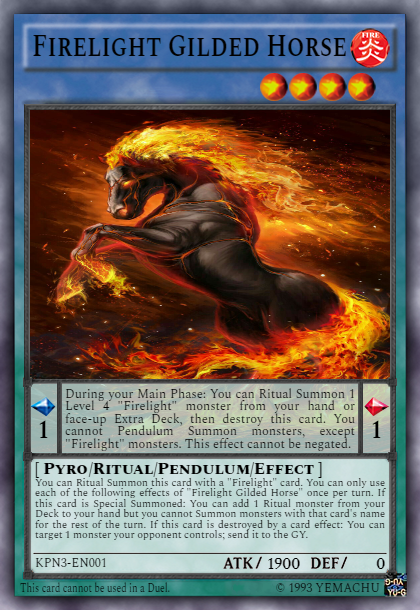 FIRELIGHT GILDED HORSE
FIRE
炎
During your Main Phase: You can Ritual Summon 1
Level 4 "Firelight" monster from your hand or
face-up Extra Deck, then destroy this card. You
cannot Pendulum Summon monsters, except
"Firelight" monsters. This effect cannot be negated.
1
1
[ PYRO/RITUAL/PENDULUM/EFFECT ]
You can Ritual Summon this card with a "Firelight" card. You can only use
each of the following effects of "Firelight Gilded Horse" once per turn. If
this card is Special Summoned: You can add 1 Ritual monster from your
Deck to your hand but you cannot Summon monsters with that card's name
for the rest of the turn. If this card is destroyed by a card effect: You can
target 1 monster your opponent controls; send it to the GY.
KPN3-EN001
ATK / 1900 DEF / 0
This card cannot be used in a Duel.
© 1993 YEMACHU